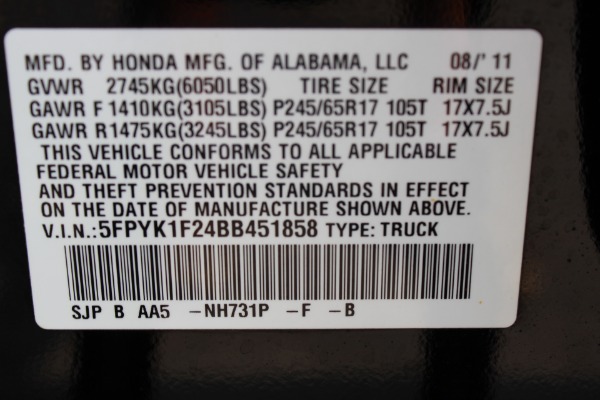 MFD. BY HONDA MFG. OF ALABAMA, LLC 08/'11
GVWR 2745KG(6050LBS) TIRE SIZE RIM SIZE
GAWR F 1410KG(3105LBS) P245/65R17 105T 17X7.5J
GAWR R 1475KG(3245LBS) P245/65R17 105T 17X7.5J
THIS VEHICLE CONFORMS TO ALL APPLICABLE
FEDERAL MOTOR VEHICLE SAFETY
AND THEFT PREVENTION STANDARDS IN EFFECT
ON THE DATE OF MANUFACTURE SHOWN ABOVE.
V.I.N.:5FPYK1F24BB451858 TYPE: TRUCK
SJP B AA5 –NH731P –F –B